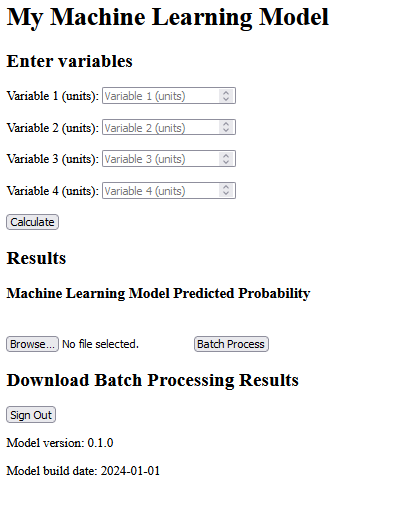 My Machine Learning Model
Enter variables
Variable 1 (units): Variable 1 (units)
Variable 2 (units): Variable 2 (units)
Variable 3 (units): Variable 3 (units)
Variable 4 (units): Variable 4 (units)
Calculate
Results
Machine Learning Model Predicted Probability
Browse... No file selected. Batch Process
Download Batch Processing Results
Sign Out
Model version: 0.1.0
Model build date: 2024-01-01